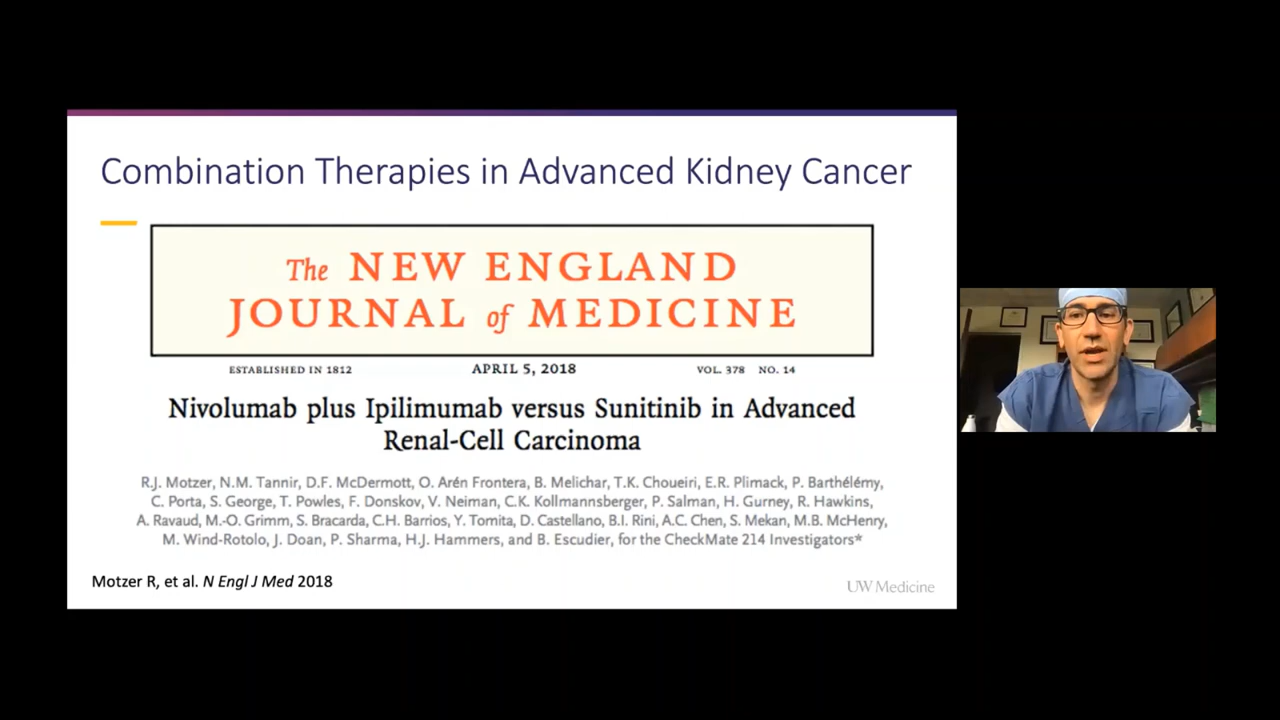 Combination Therapies in Advanced Kidney Cancer
The NEW ENGLAND
JOURNAL of MEDICINE
ESTABLISHED IN 1812 APRIL 5, 2018 VOL. 378 NO. 14
Nivolumab plus Ipilimumab versus Sunitinib in Advanced
Renal-Cell Carcinoma
R.J. Motzer, N.M. Tannir, D.F. McDermott, O. Arén Frontera, B. Melichar, T.K. Choueiri, E.R. Plimack, P. Barthélémy,
C. Porta, S. George, T. Powles, F. Donskov, V. Neiman, C.K. Kollmannsberger, P. Salman, H. Gurney, R. Hawkins,
A. Ravaud, M.-O. Grimm, S. Bracarda, C.H. Barrios, Y. Tomita, D. Castellano, B.I. Rini, A.C. Chen, S. Mekan, M.B. McHenry,
M. Wind-Rotolo, J. Doan, P. Sharma, H.J. Hammers, and B. Escudier, for the CheckMate 214 Investigators*
Motzer R, et al. N Engl J Med 2018
UW Medicine